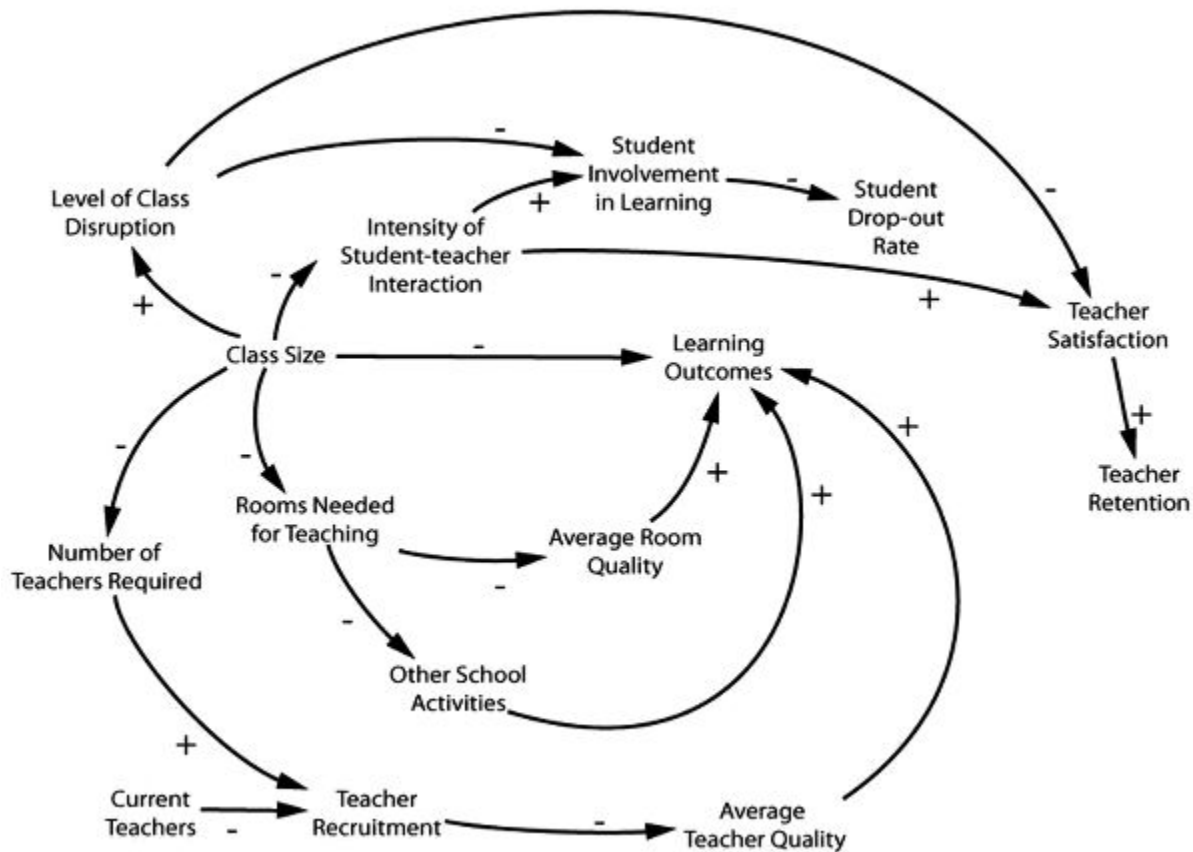 -
Student
Involvement
in Learning
-
Student
Drop-out
Rate
-
Level of Class
Disruption
+
Intensity of
Student-teacher
Interaction
-
+
+
Teacher
Satisfaction
Class Size
-
Learning
Outcomes
-
-
+
+
Teacher
Retention
Rooms Needed
for Teaching
+
+
Number of
Teachers Required
Average Room
Quality
-
-
Other School
Activities
+
Current
Teachers
-
Teacher
Recruitment
-
Average
Teacher Quality